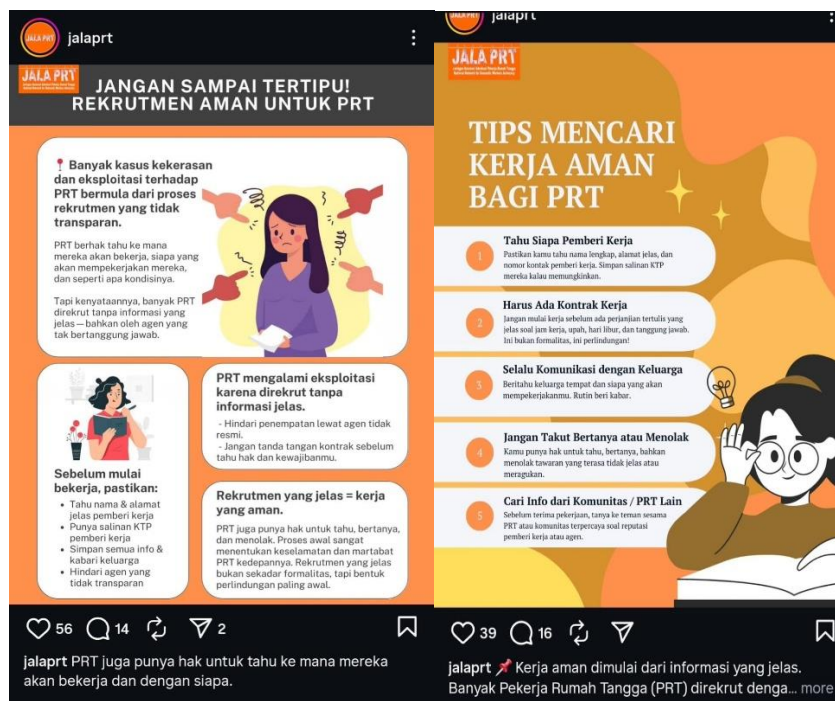 jalaprt
JALA PRT
JALA PRT
JANGAN SAMPAI TERTIPU!
REKRUTMEN AMAN UNTUK PRT
Banyak kasus kekerasan
dan eksploitasi terhadap
PRT bermula dari proses
rekrutmen yang tidak
transparan.
PRT berhak tahu ke mana
mereka akan bekerja, siapa yang
akan mempekerjakan mereka,
dan seperti apa kondisinya.
Tapi kenyataannya, banyak PRT
direkrut tanpa informasi yang
jelas—bahkan oleh agen yang
tak bertanggung jawab.
Sebelum mulai
bekerja, pastikan:
• Tahu nama & alamat
jelas pemberi kerja
• Punya salinan KTP
pemberi kerja
• Simpan semua info &
kabari keluarga
• Hindari agen yang
tidak transparan
PRT mengalami eksploitasi
karena direkrut tanpa
informasi jelas.
- Hindari penempatan lewat agen tidak
resmi.
- Jangan tanda tangan kontrak sebelum
tahu hak dan kewajibanmu.
Rekrutmen yang jelas = kerja
yang aman.
PRT juga punya hak untuk tahu, bertanya,
dan menolak. Proses awal sangat
menentukan keselamatan dan martabat
PRT kedepannya. Rekrutmen yang jelas
bukan sekadar formalitas, tapi bentuk
perlindungan paling awal.
56 14 2
jalaprt PRT juga punya hak untuk tahu ke mana mereka
akan bekerja dan dengan siapa.
jalaprt
JALA PRT
TIPS MENCARI
KERJA AMAN
BAGI PRT
1
Tahu Siapa Pemberi Kerja
Pastikan kamu tahu nama lengkap, alamat jelas, dan
nomor kontak pemberi kerja. Simpan salinan KTP
mereka kalau memungkinkan.
2
Harus Ada Kontrak Kerja
Jangan mulai kerja sebelum ada perjanjian tertulis yang
jelas soal jam kerja, upah, hari libur, dan tanggung jawab.
Ini bukan formalitas, ini perlindungan!
3
Selalu Komunikasi dengan Keluarga
Beritahu keluarga tempat dan siapa yang akan
mempekerjakanmu. Rutin beri kabar.
4
Jangan Takut Bertanya atau Menolak
Kamu punya hak untuk tahu, bertanya, bahkan
menolak tawaran yang terasa tidak jelas atau
meragukan.
5
Cari Info dari Komunitas / PRT Lain
Sebelum terima pekerjaan, tanya ke teman sesama
PRT atau komunitas terpercaya soal reputasi
pemberi kerja atau agen.
39 16
jalaprt 📌 Kerja aman dimulai dari informasi yang jelas.
Banyak Pekerja Rumah Tangga (PRT) direkrut denga... more